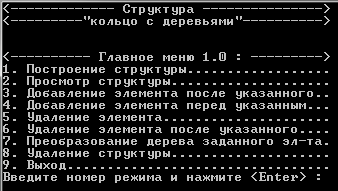 <------------- Структура ------------->
<---------"кольцо с деревьями"--------->
<----------- Главное меню 1.0 : ---------->
1. Построение структуры.................
2. Просмотр структуры...................
3. Добавление элемента после указанного...
4. Добавление элемента перед указанным...
5. Удаление элемента....................
6. Удаление элемента после указанного....
7. Преобразование дерева заданного эл-та.
8. Удаление структуры...................
9. Выход................................
Введите номер режима и нажмите <Enter> :